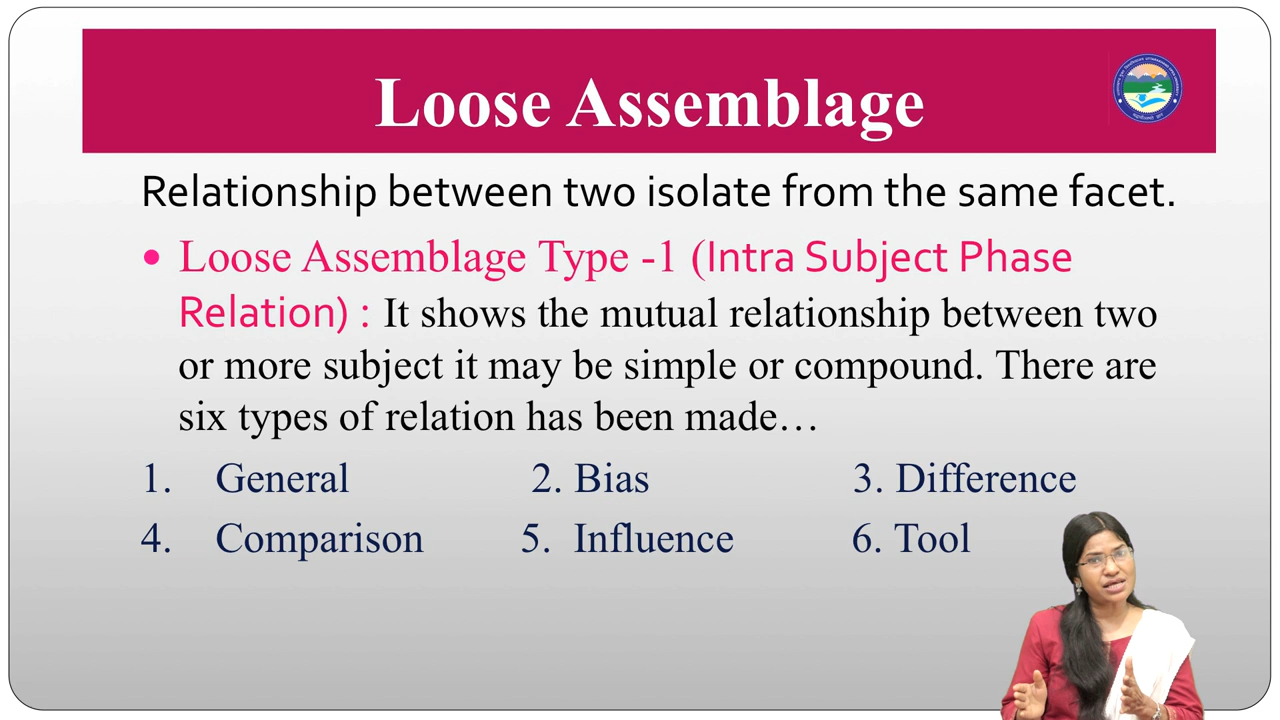 Loose Assemblage
Relationship between two isolate from the same facet.
• Loose Assemblage Type -1 (Intra Subject Phase
Relation) : It shows the mutual relationship between two
or more subject it may be simple or compound. There are
six types of relation has been made…
1. General 2. Bias 3. Difference
4. Comparison 5. Influence 6. Tool